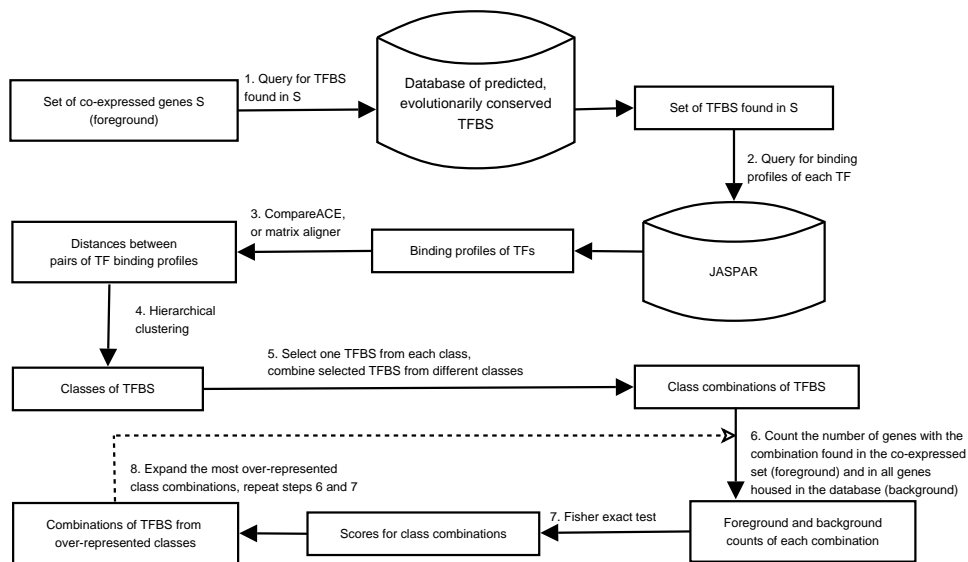 1. Query for TFBS
found in S
Set of co-expressed genes S
(foreground)
Database of predicted,
evolutionarily conserved
TFBS
Set of TFBS found in S
2. Query for binding
profiles of each TF
JASPAR
Binding profiles of TFs
3. CompareACE,
or matrix aligner
Distances between
pairs of TF binding profiles
4. Hierarchical
clustering
Classes of TFBS
5. Select one TFBS from each class,
combine selected TFBS from different classes
Class combinations of TFBS
6. Count the number of genes with the
combination found in the co-expressed
set (foreground) and in all genes
housed in the database (background)
Foreground and background
counts of each combination
7. Fisher exact test
Scores for class combinations
Combinations of TFBS from
over-represented classes
8. Expand the most over-represented
class combinations, repeat steps 6 and 7